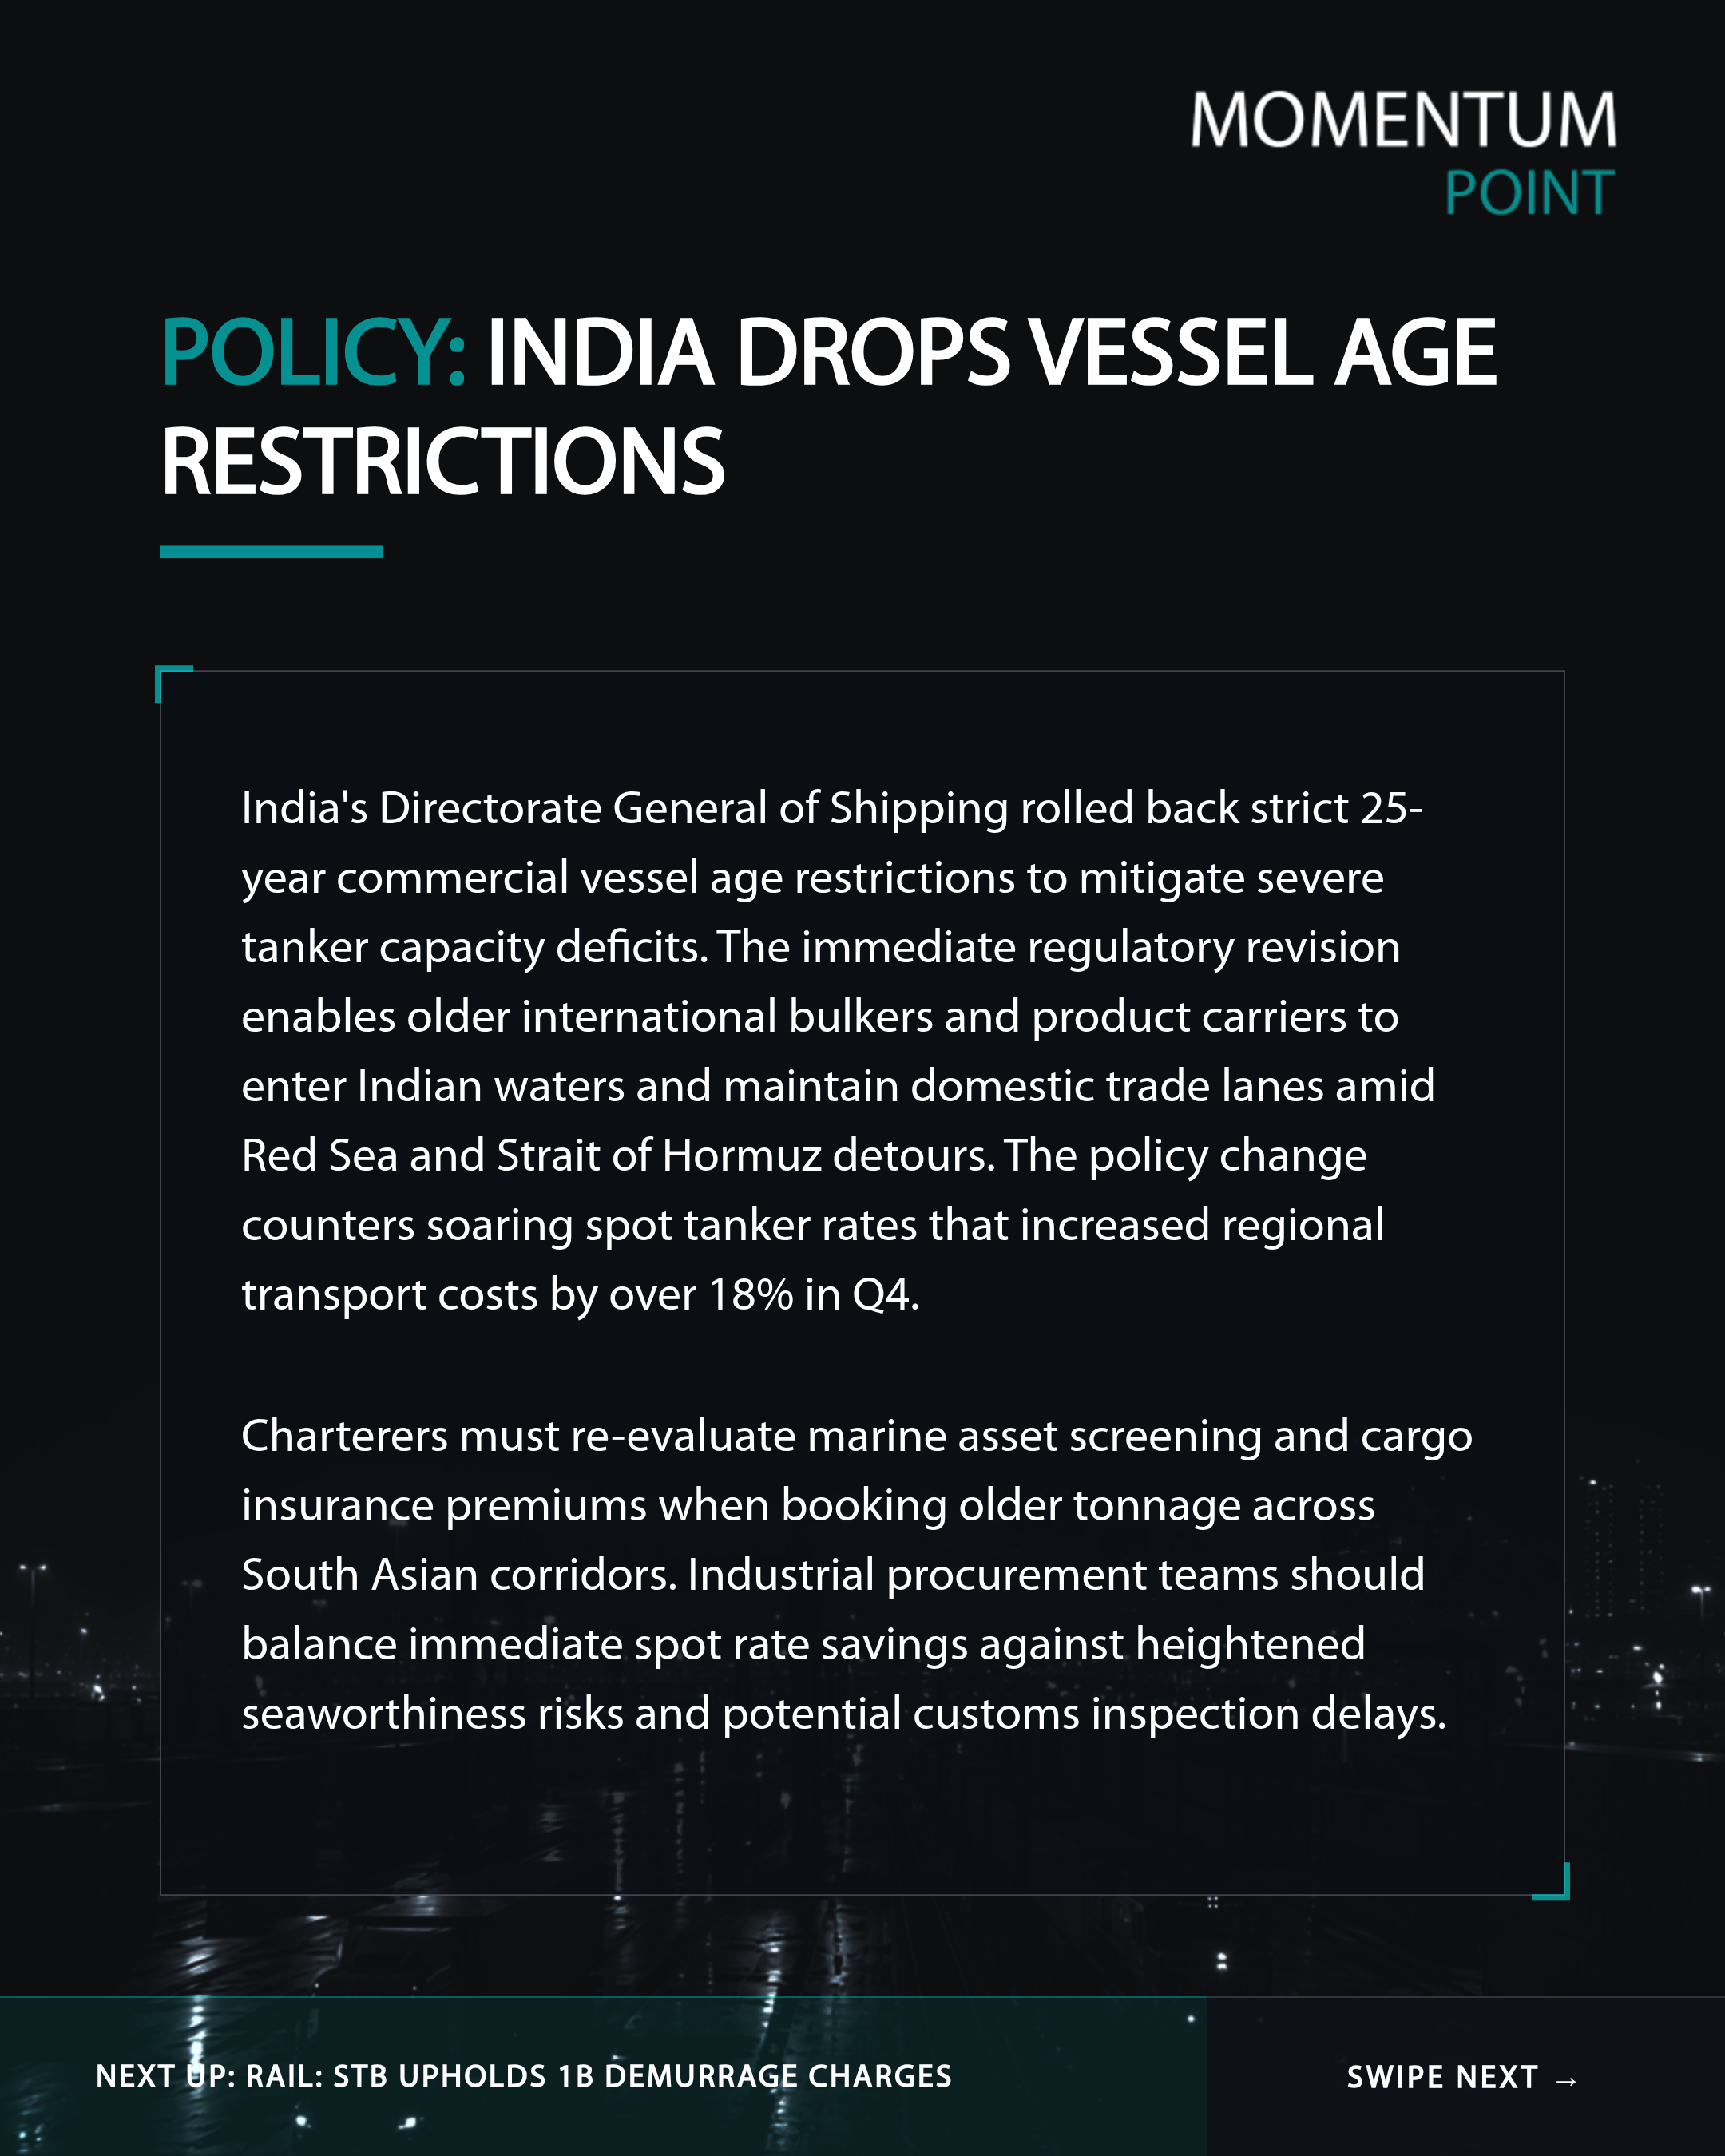 MOMENTUM
POINT
POLICY: INDIA DROPS VESSEL AGE
RESTRICTIONS
India's Directorate General of Shipping rolled back strict 25-
year commercial vessel age restrictions to mitigate severe
tanker capacity deficits. The immediate regulatory revision
enables older international bulkers and product carriers to
enter Indian waters and maintain domestic trade lanes amid
Red Sea and Strait of Hormuz detours. The policy change
counters soaring spot tanker rates that increased regional
transport costs by over 18% in Q4.
Charterers must re-evaluate marine asset screening and cargo
insurance premiums when booking older tonnage across
South Asian corridors. Industrial procurement teams should
balance immediate spot rate savings against heightened
seaworthiness risks and potential customs inspection delays.
NEXT UP: RAIL: STB UPHOLDS 1B DEMURRAGE CHARGES
SWIPE NEXT →